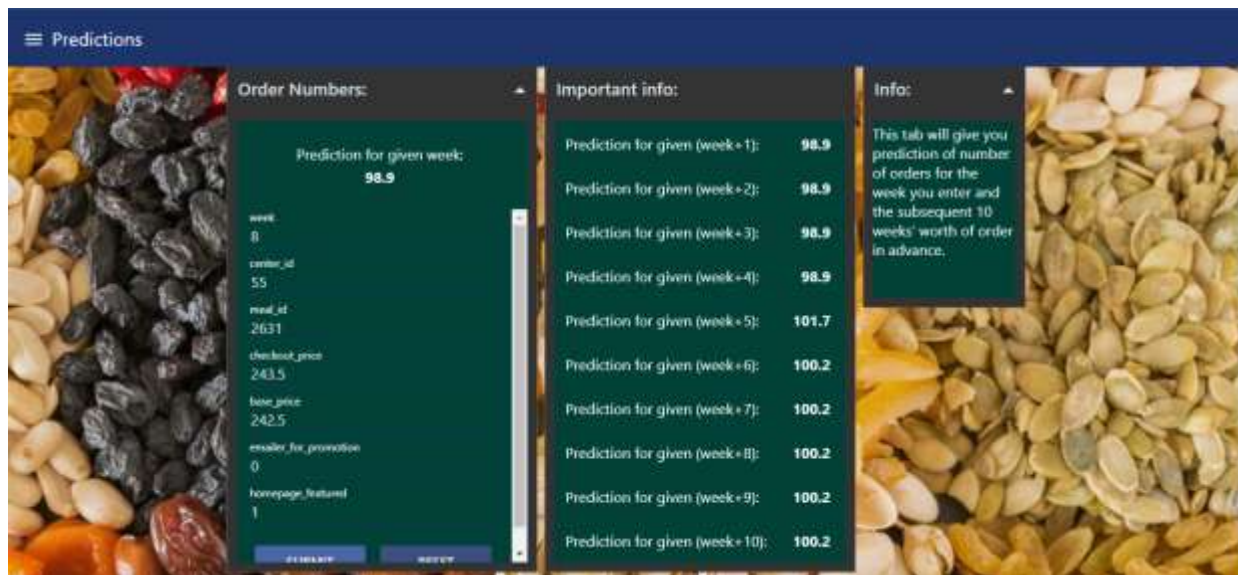 Predictions
Order Numbers:
Prediction for given week:
98.9
week
8
center_id
55
meal_id
2631
checkout_price
243.5
base_price
242.5
emailer_for_promotion
0
homepage_featured
1
SUBMIT RESET
Important info:
Prediction for given (week+1): 98.9
Prediction for given (week+2): 98.9
Prediction for given (week+3): 98.9
Prediction for given (week+4): 98.9
Prediction for given (week+5): 101.7
Prediction for given (week+6): 100.2
Prediction for given (week+7): 100.2
Prediction for given (week+8): 100.2
Prediction for given (week+9): 100.2
Prediction for given (week+10): 100.2
Info:
This tab will give you
prediction of number
of orders for the
week you enter and
the subsequent 10
weeks' worth of order
in advance.